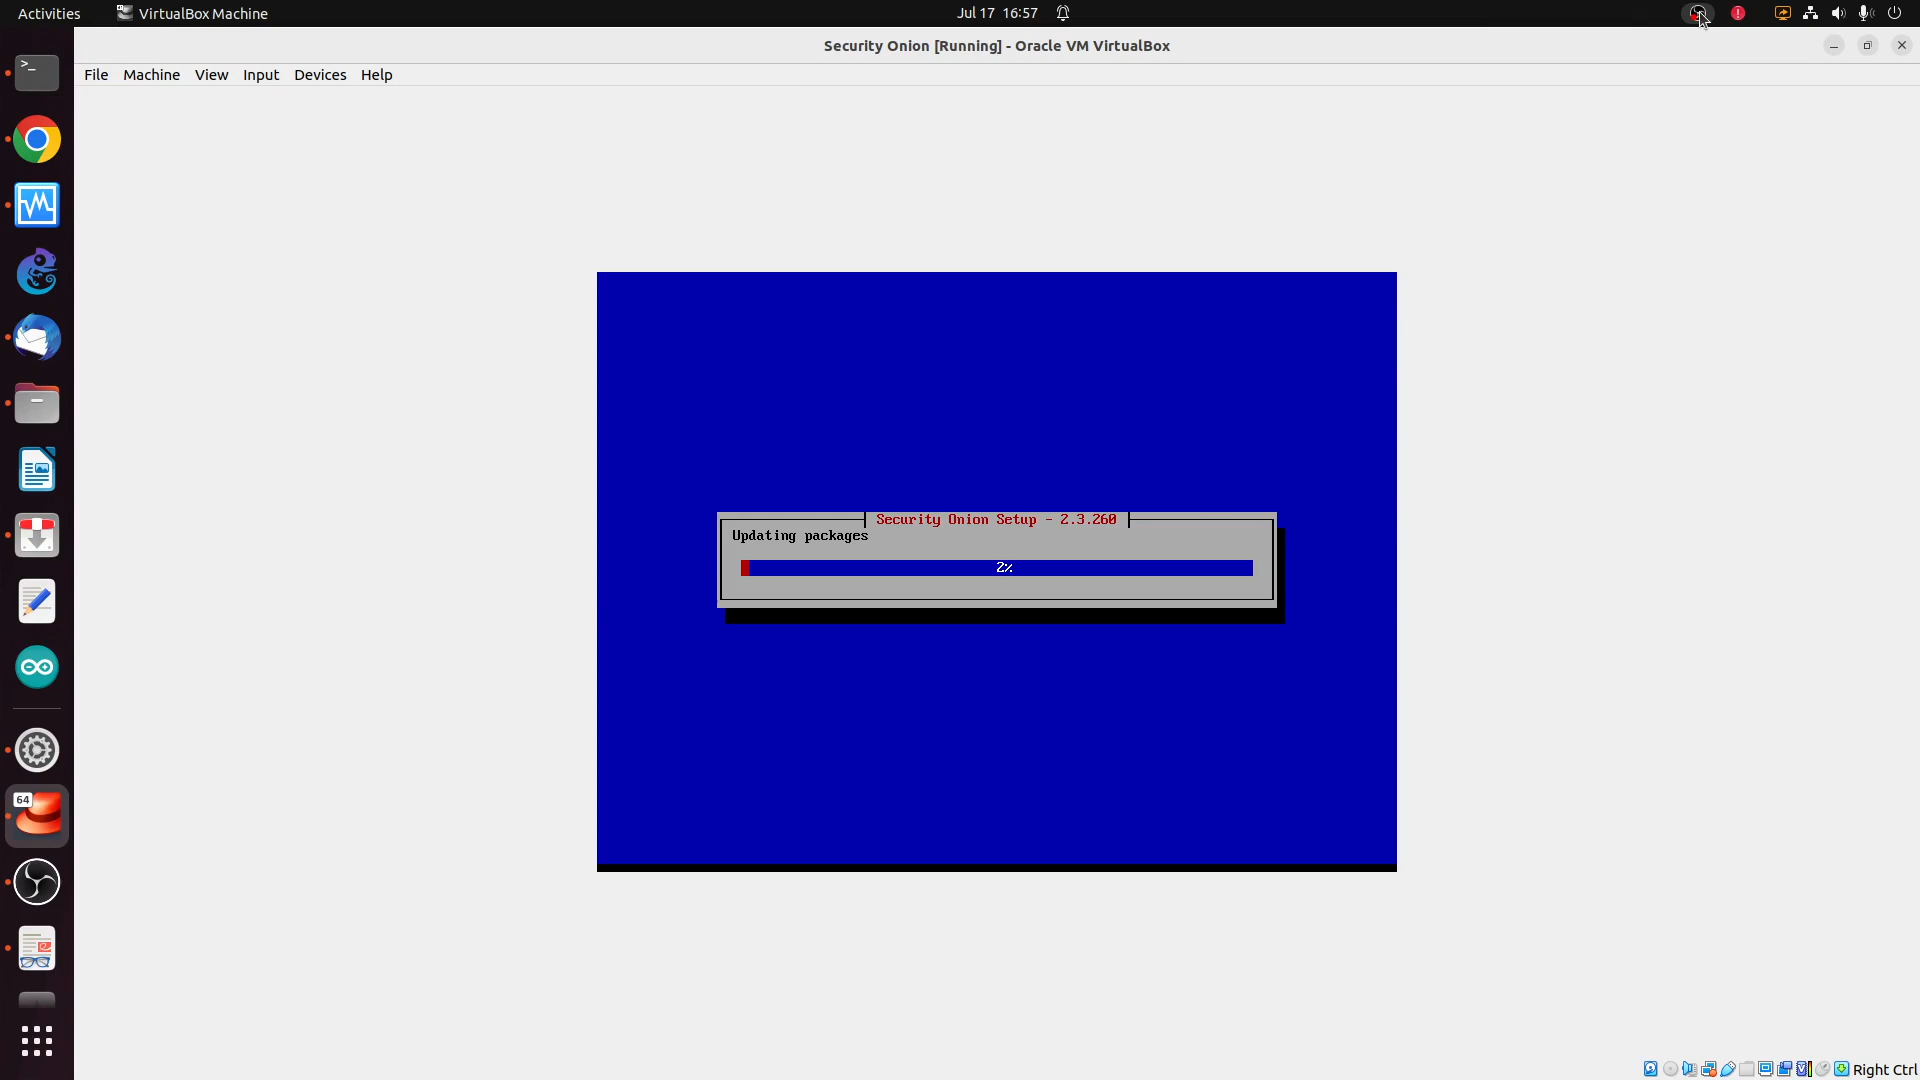 Activities
VirtualBox Machine
Jul 17 16:57
Security Onion [Running] - Oracle VM VirtualBox
File Machine View Input Devices Help
>_
Security Onion Setup - 2.3.260
Updating packages
2%
64
Right Ctrl